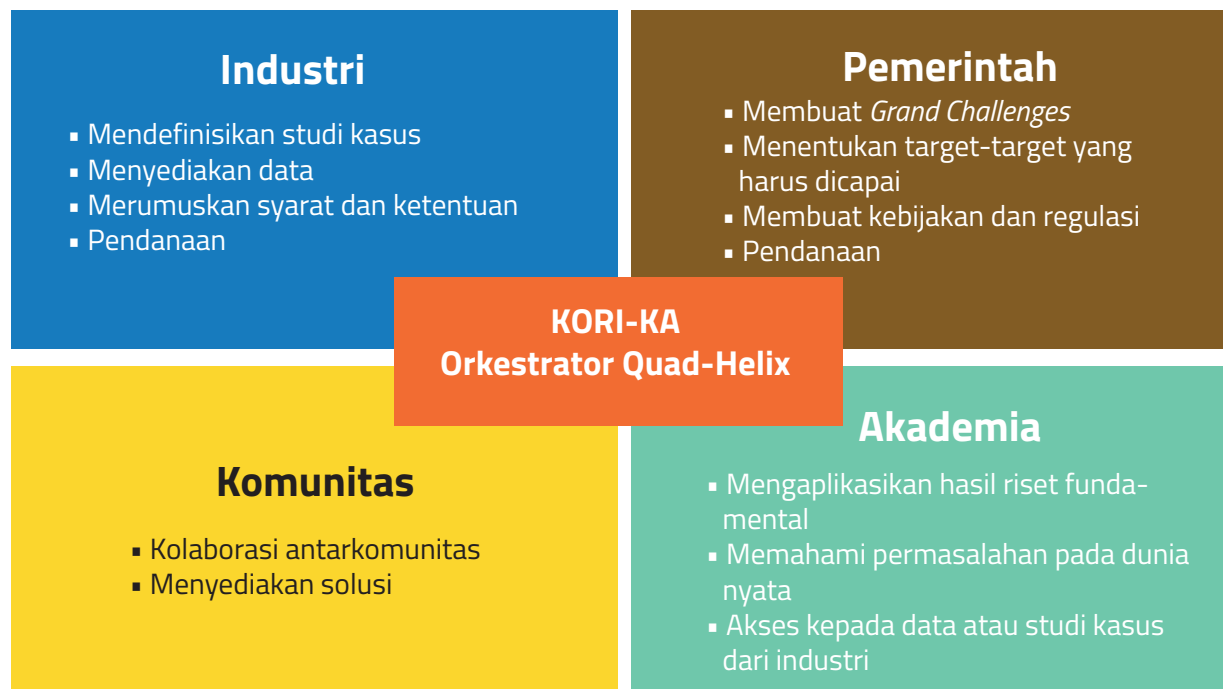 Industri
▪ Mendefinisikan studi kasus
▪ Menyediakan data
▪ Merumuskan syarat dan ketentuan
▪ Pendanaan
Pemerintah
▪ Membuat Grand Challenges
▪ Menentukan target-target yang
harus dicapai
▪ Membuat kebijakan dan regulasi
▪ Pendanaan
KORI-KA
Orkestrator Quad-Helix
Komunitas
▪ Kolaborasi antarkomunitas
▪ Menyediakan solusi
Akademia
▪ Mengaplikasikan hasil riset funda-
mental
▪ Memahami permasalahan pada dunia
nyata
▪ Akses kepada data atau studi kasus
dari industri